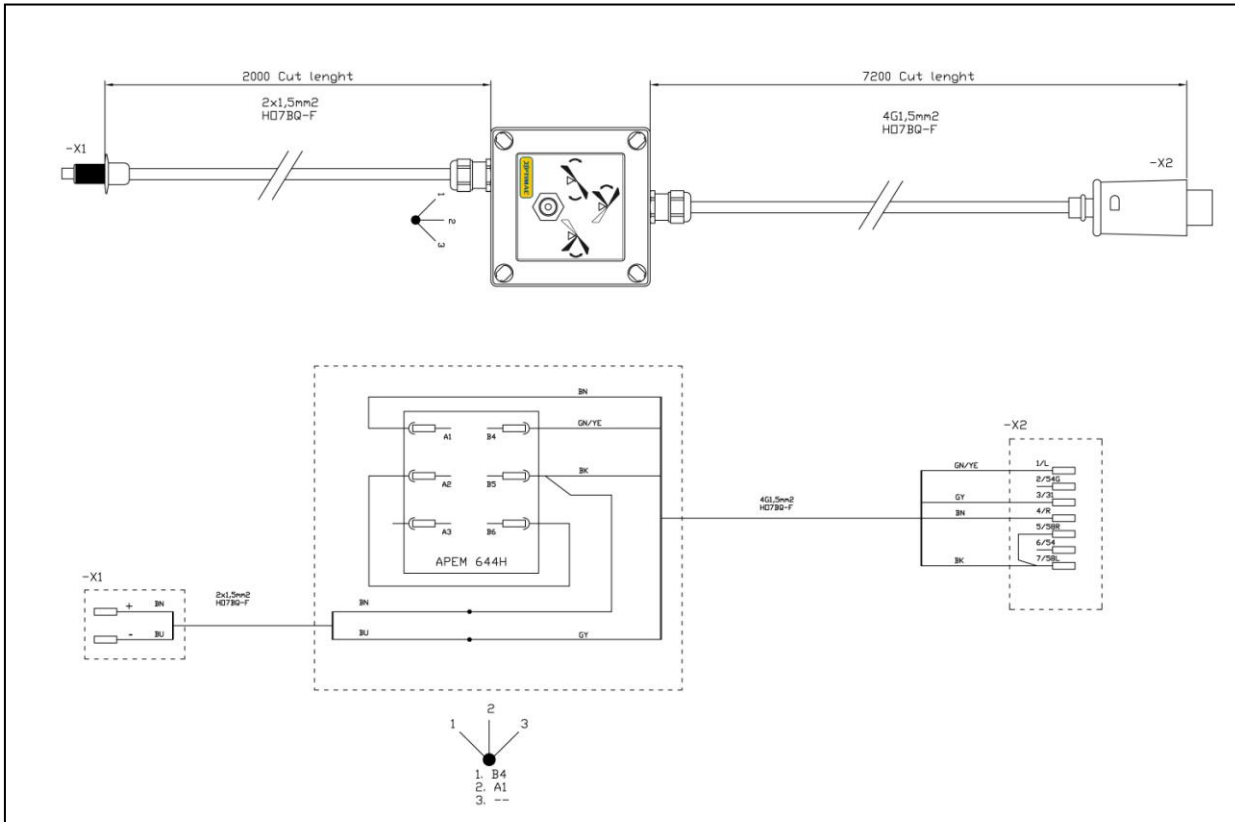 2000 Cut lenght
7200 Cut lenght
2x1,5mm2
H07BQ-F
4G1,5mm2
H07BQ-F
-X1
-X2
1
2
3
BN
GN/YE
A1
B4
BK
A2
B5
A3
B6
APEM 644H
-X2
GN/YE
1/L
2/54G
GY
3/31
BN
4/R
5/58R
6/54
BK
7/58L
4G1,5mm2
H07BQ-F
-X1
+
BN
-
BU
2x1,5mm2
H07BQ-F
BN
BU
GY
2
1
3
1. B4
2. A1
3. --